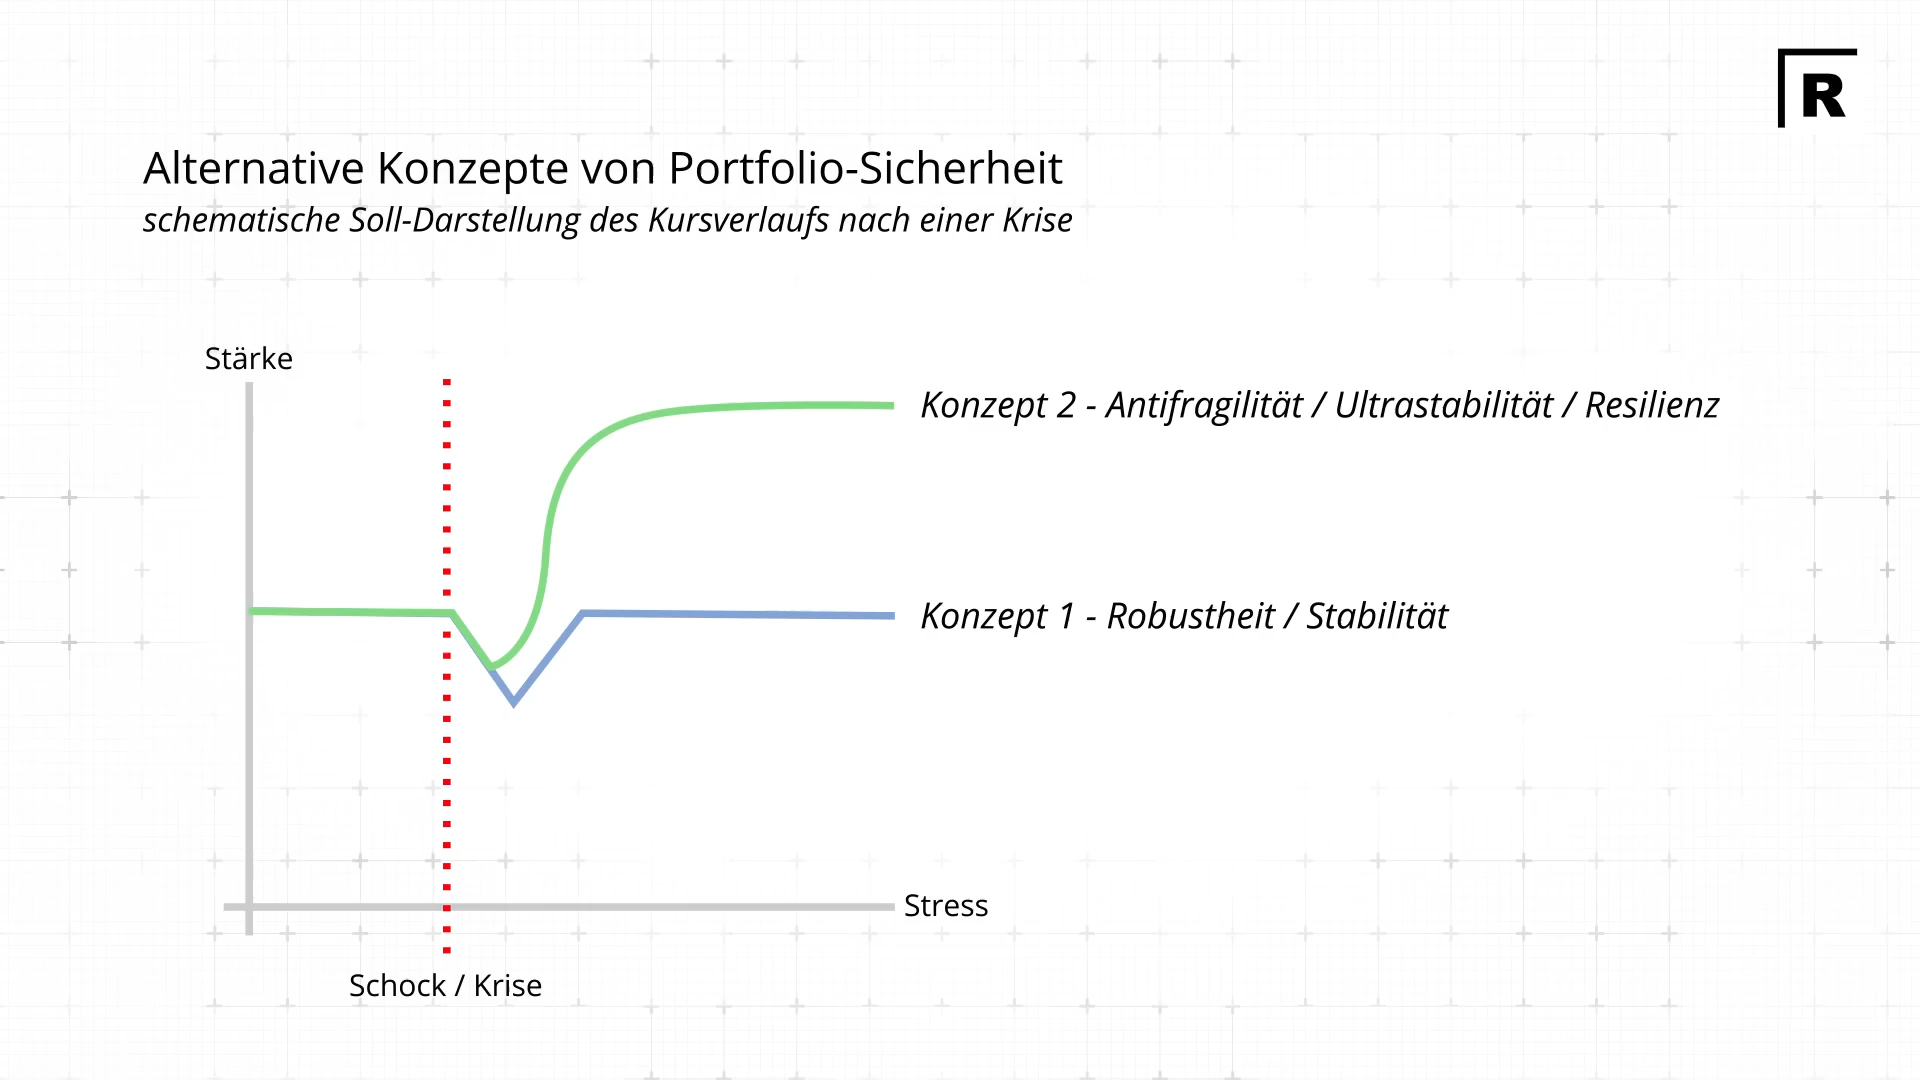 R
Alternative Konzepte von Portfolio-Sicherheit
schematische Soll-Darstellung des Kursverlaufs nach einer Krise
Stärke
Konzept 2 - Antifragilität / Ultrastabilität / Resilienz
Konzept 1 - Robustheit / Stabilität
Stress
Schock / Krise